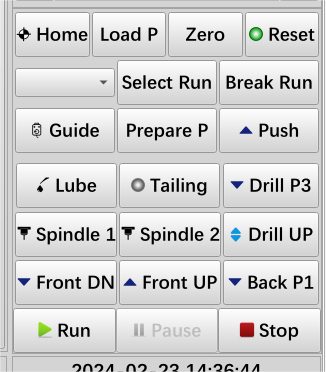 Home Load P Zero Reset
Select Run Break Run
Guide Prepare P Push
Lube Tailing Drill P3
Spindle 1 Spindle 2 Drill UP
Front DN Front UP Back P1
Run Pause Stop
2024-02-23 14:36:44